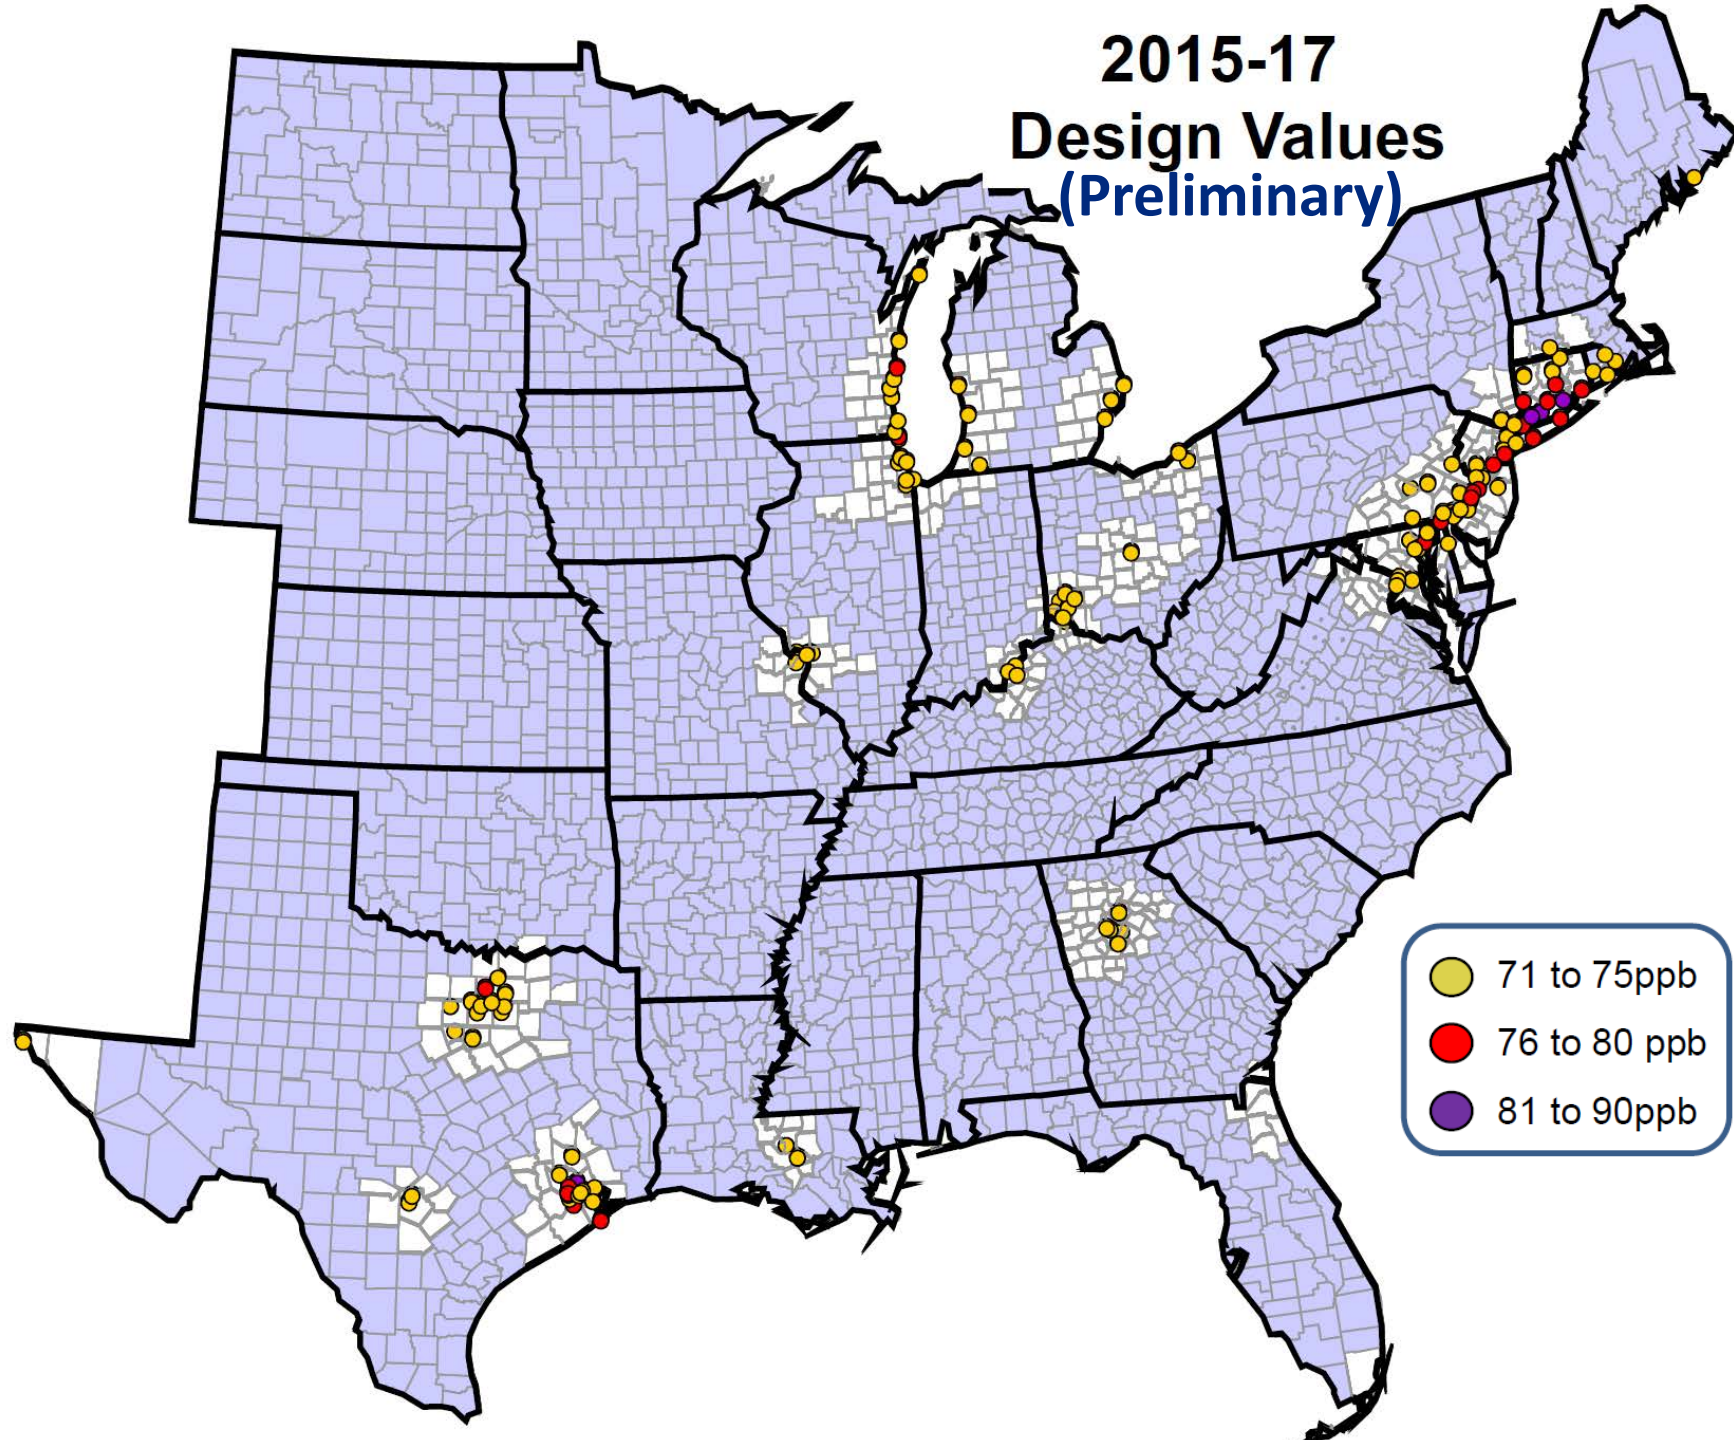 2015-17
Design Values
(Preliminary)
71 to 75ppb
76 to 80 ppb
81 to 90ppb